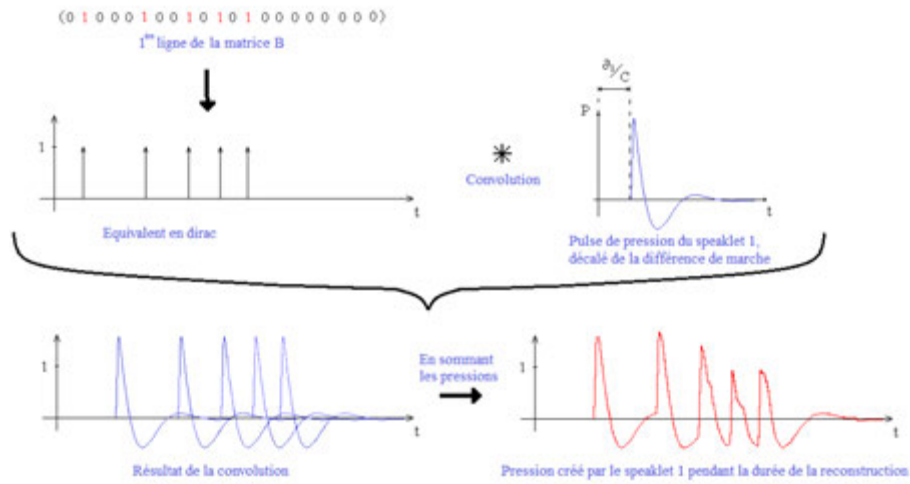 (0 1 0 0 0 1 0 0 1 0 1 0 1 0 0 0 0 0 0 0 0 0)
1ère ligne de la matrice B
∂1/C
P
1
t
Convolution
t
Equivalent en dirac
Pulse de pression du speaklet 1,
décalé de la différence de marche
1
t
En sommant
les pressions
1
t
Résultat de la convolution
Pression créé par le speaklet 1 pendant la durée de la reconstruction